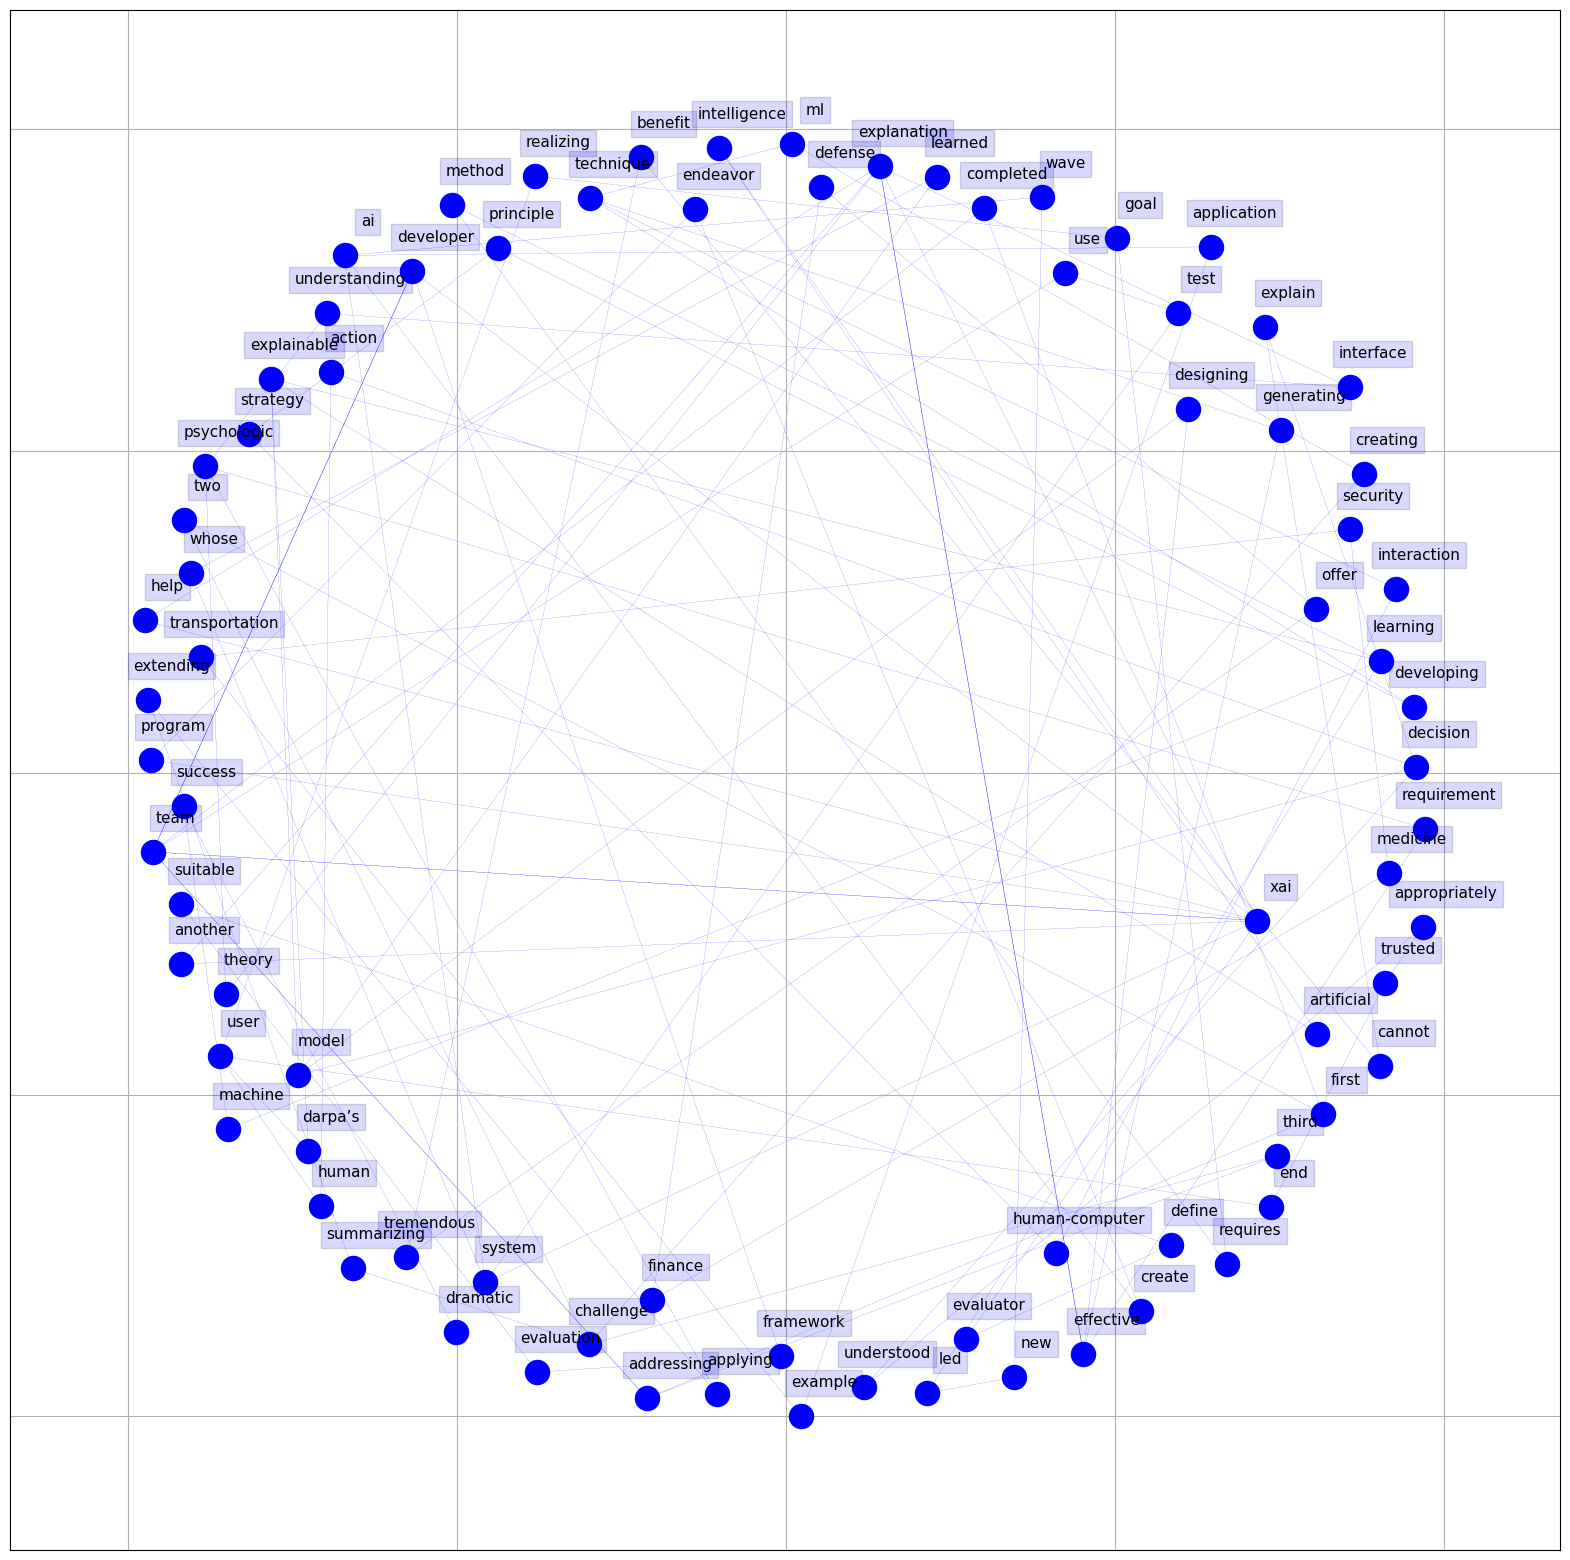 ml
intelligence
benefit
explanation
realizing
learned
defense
technique
wave
method
completed
endeavor
goal
application
principle
ai
developer
use
understanding
test
explain
action
explainable
interface
designing
generating
strategy
psychologic
creating
two
security
whose
interaction
offer
help
transportation
learning
extending
developing
program
decision
success
requirement
team
medicine
suitable
xai
appropriately
another
trusted
theory
artificial
user
cannot
model
first
machine
darpa’s
third
human
end
define
human-computer
tremendous
requires
summarizing
system
finance
create
dramatic
evaluator
challenge
effective
framework
evaluation
new
understood
led
applying
addressing
example